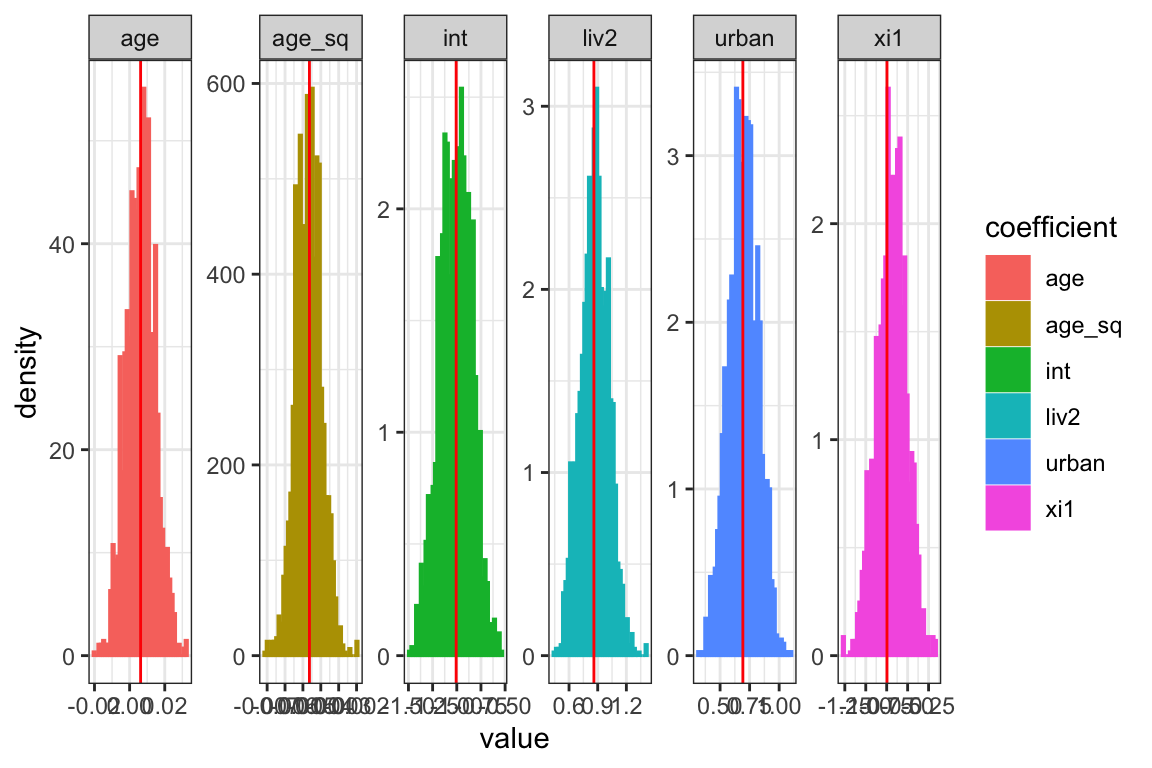 age age_sq int liv2 urban xi1
600
3
3
2
2
40
400
2
2
20
200
1
1
1
1
0 0 0 0 0 0
0.02 0.6 0.9 1.2 0.50 0.75 1.00
value
density
coefficient
age
age_sq
int
liv2
urban
xi1